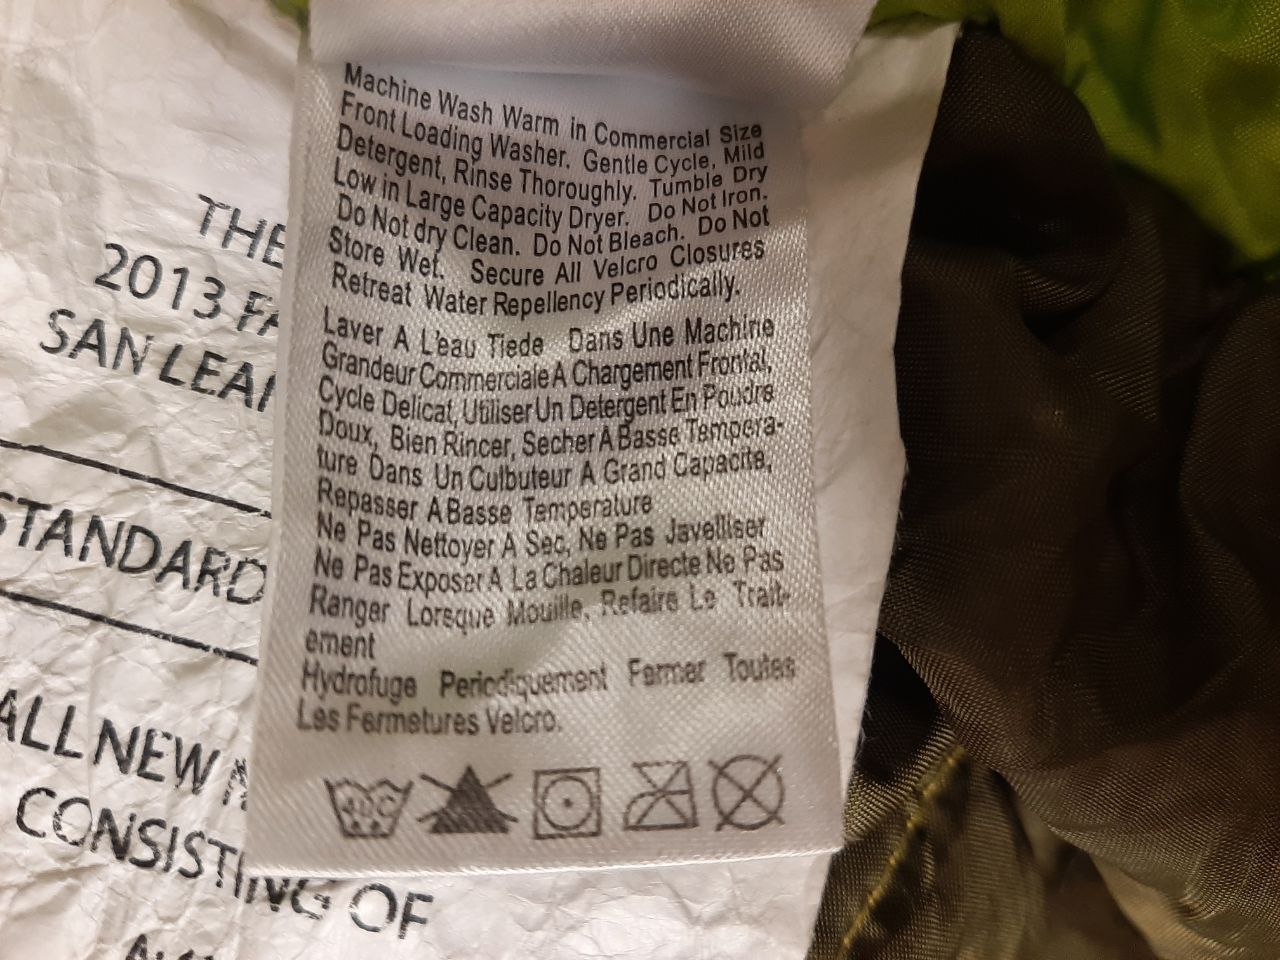 Machine Wash Warm in Commercial Size
Front Loading Washer. Gentle Cycle, Mild
Detergent, Rinse Thoroughly. Tumble Dry
Low in Large Capacity Dryer. Do Not Iron.
Do Not dry Clean. Do Not Bleach. Do Not
Store Wet. Secure All Velcro Closures
Retreat Water Repellency Periodically.
Laver A L'eau Tiede Dans Une Machine
Grandeur Commerciale A Chargement Frontal,
Cycle Delicat, Utiliser Un Detergent En Poudre
Doux, Bien Rincer, Secher A Basse Tempera-
ture Dans Un Culbuteur A Grand Capacite,
Repasser A Basse Temperature
Ne Pas Nettoyer A Sec, Ne Pas Javelliser
Ne Pas Exposer A La Chaleur Directe Ne Pas
Ranger Lorsque Mouille, Refaire Le Trait-
ement
Hydrofuge Periodiquement Fermer Toutes
Les Fermetures Velcro.
40C
THE
2013
SAN
STANDARD
ALL NEW
CONSISTING OF